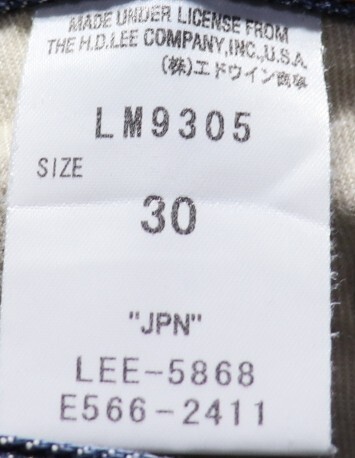 MADE UNDER LICENSE FROM
THE H.D.LEE COMPANY,INC.,U.S.A.
(株)エドウイン商事
LM9305
SIZE
30
"JPN"
LEE-5868
E566-2411